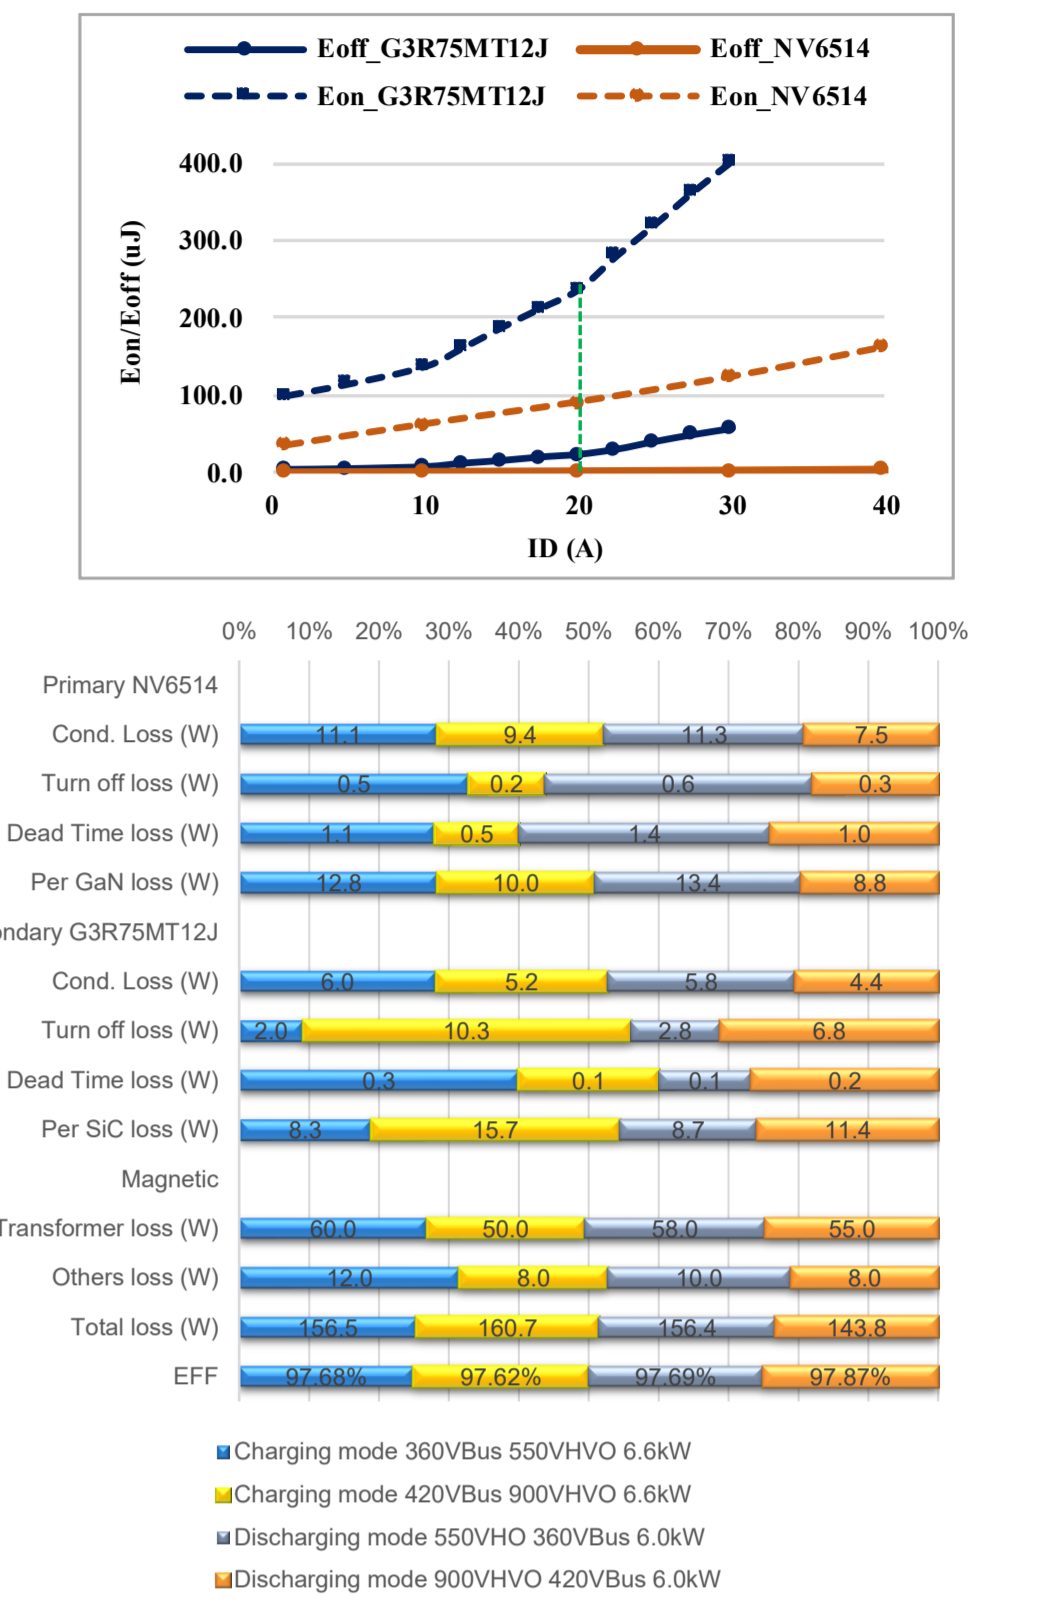 Eoff_G3R75MT12J Eoff_NV6514
Eon_G3R75MT12J Eon_NV6514
400.0
300.0
200.0
100.0
0.0
Eon/Eoff (uJ)
0 10 20 30 40
ID (A)
0% 10% 20% 30% 40% 50% 60% 70% 80% 90% 100%
Primary NV6514
Cond. Loss (W) 11.1 9.4 11.3 7.5
Turn off loss (W) 0.5 0.2 0.6 0.3
Dead Time loss (W) 1.1 0.5 1.4 1.0
Per GaN loss (W) 12.8 10.0 13.4 8.8
ondary G3R75MT12J
Cond. Loss (W) 6.0 5.2 5.8 4.4
Turn off loss (W) 2.0 10.3 2.8 6.8
Dead Time loss (W) 0.3 0.1 0.1 0.2
Per SiC loss (W) 8.3 15.7 8.7 11.4
Magnetic
Transformer loss (W) 60.0 50.0 58.0 55.0
Others loss (W) 12.0 8.0 10.0 8.0
Total loss (W) 156.5 160.7 156.4 143.8
EFF 97.68% 97.62% 97.69% 97.87%
Charging mode 360VBus 550VHVO 6.6kW
Charging mode 420VBus 900VHVO 6.6kW
Discharging mode 550VHO 360VBus 6.0kW
Discharging mode 900VHVO 420VBus 6.0kW